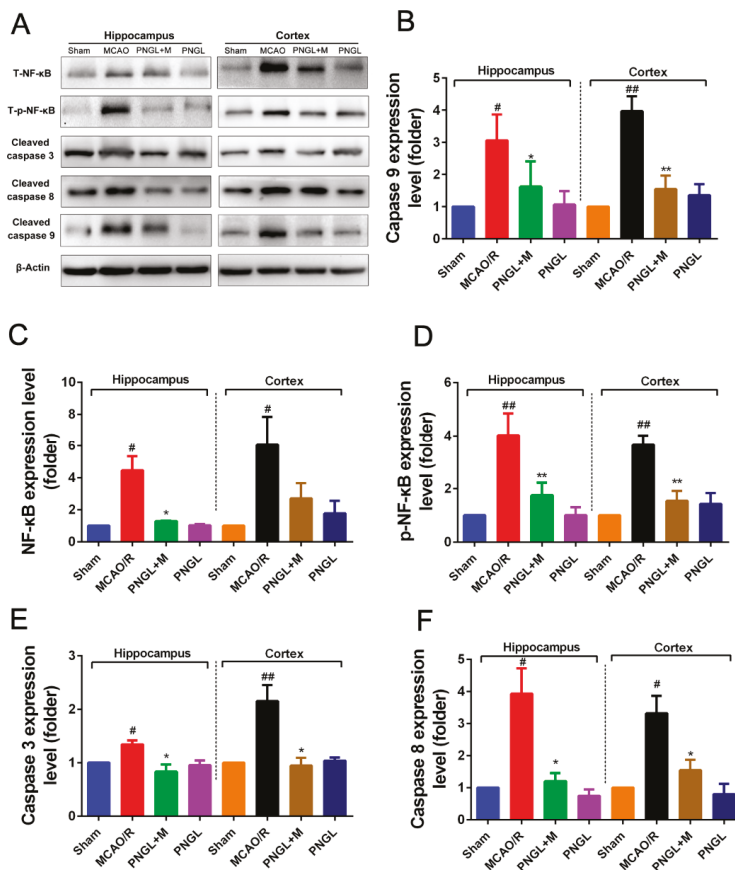 A
Hippocampus
Cortex
Sham MCAO PNGL+M PNGL
Sham MCAO PNGL+M PNGL
T-NF-κB
T-p-NF-κB
Cleaved
caspase 3
Cleaved
caspase 8
Cleaved
caspase 9
β-Actin
B
Capase 9 expression
level (folder)
Hippocampus
Cortex
5
4
3
2
1
0
#
*
##
**
Sham
MCAO/R
PNGL+M
PNGL
Sham
MCAO/R
PNGL+M
PNGL
C
NF-κB expression level
(folder)
Hippocampus
Cortex
10
8
6
4
2
0
#
*
#
Sham
MCAO/R
PNGL+M
PNGL
Sham
MCAO/R
PNGL+M
PNGL
D
p-NF-κB expression
level (folder)
Hippocampus
Cortex
6
4
2
0
##
**
##
**
Sham
MCAO/R
PNGL+M
PNGL
Sham
MCAO/R
PNGL+M
PNGL
E
Caspase 3 expression
level (folder)
Hippocampus
Cortex
3
2
1
0
#
*
##
*
Sham
MCAO/R
PNGL+M
PNGL
Sham
MCAO/R
PNGL+M
PNGL
F
Caspase 8 expression
level (folder)
Hippocampus
Cortex
5
4
3
2
1
0
#
*
#
*
Sham
MCAO/R
PNGL+M
PNGL
Sham
MCAO/R
PNGL+M
PNGL